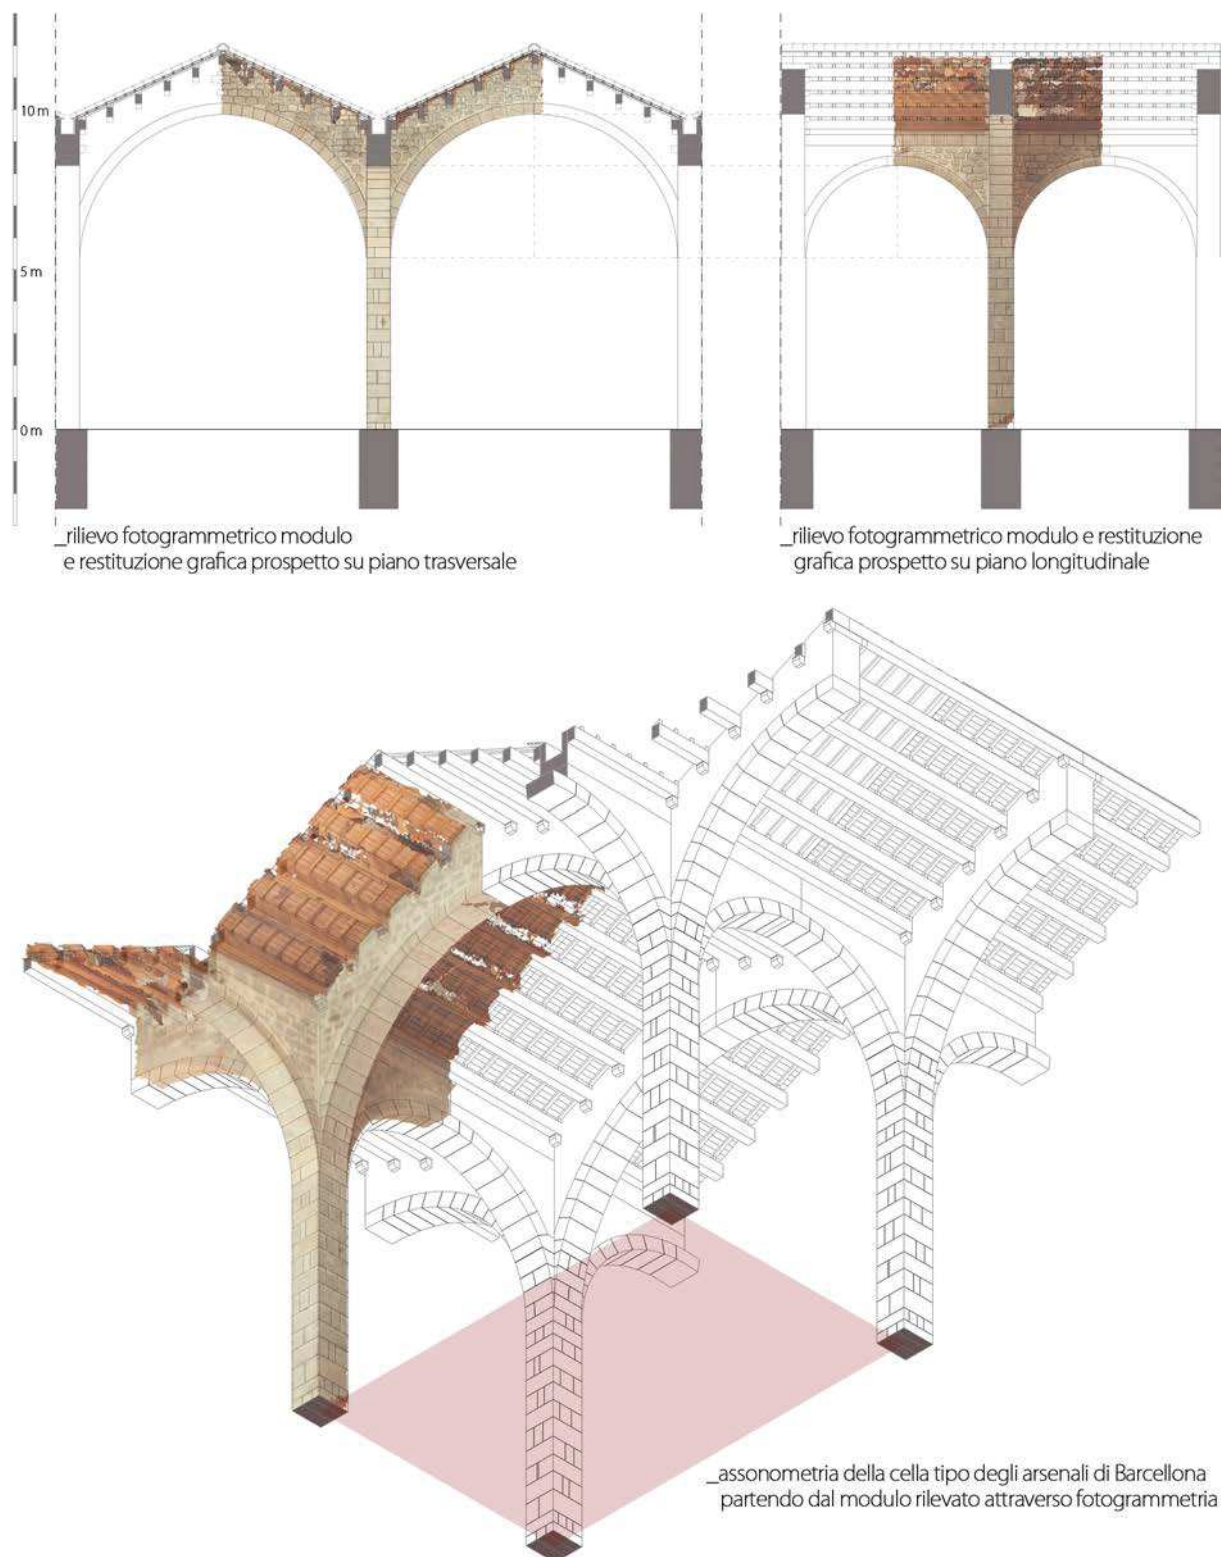 10 m
5 m
0 m
_rilievo fotogrammetrico modulo
e restituzione grafica prospetto su piano trasversale
_rilievo fotogrammetrico modulo e restituzione
grafica prospetto su piano longitudinale
_assonometria della cella tipo degli arsenali di Barcellona
partendo dal modulo rilevato attraverso fotogrammetria